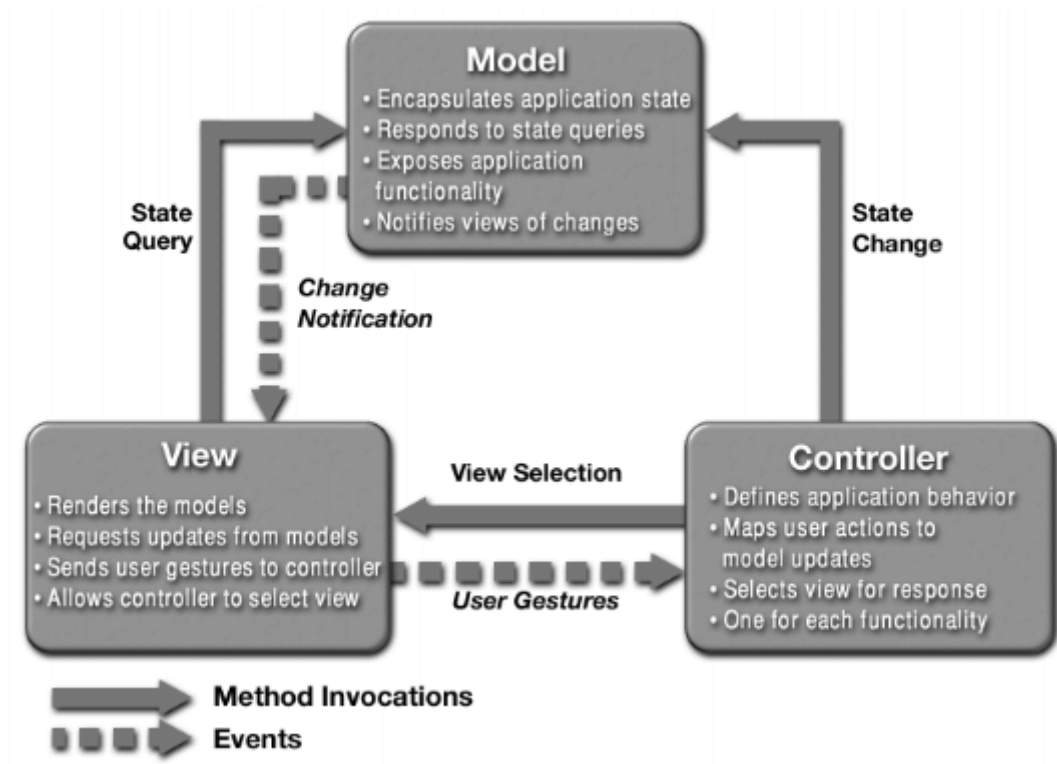 Model
• Encapsulates application state
• Responds to state queries
• Exposes application
functionality
• Notifies views of changes
State
Query
Change
Notification
State
Change
View
• Renders the models
• Requests updates from models
• Sends user gestures to controller
• Allows controller to select view
View Selection
User Gestures
Controller
• Defines application behavior
• Maps user actions to
model updates
• Selects view for response
• One for each functionality
Method Invocations
Events